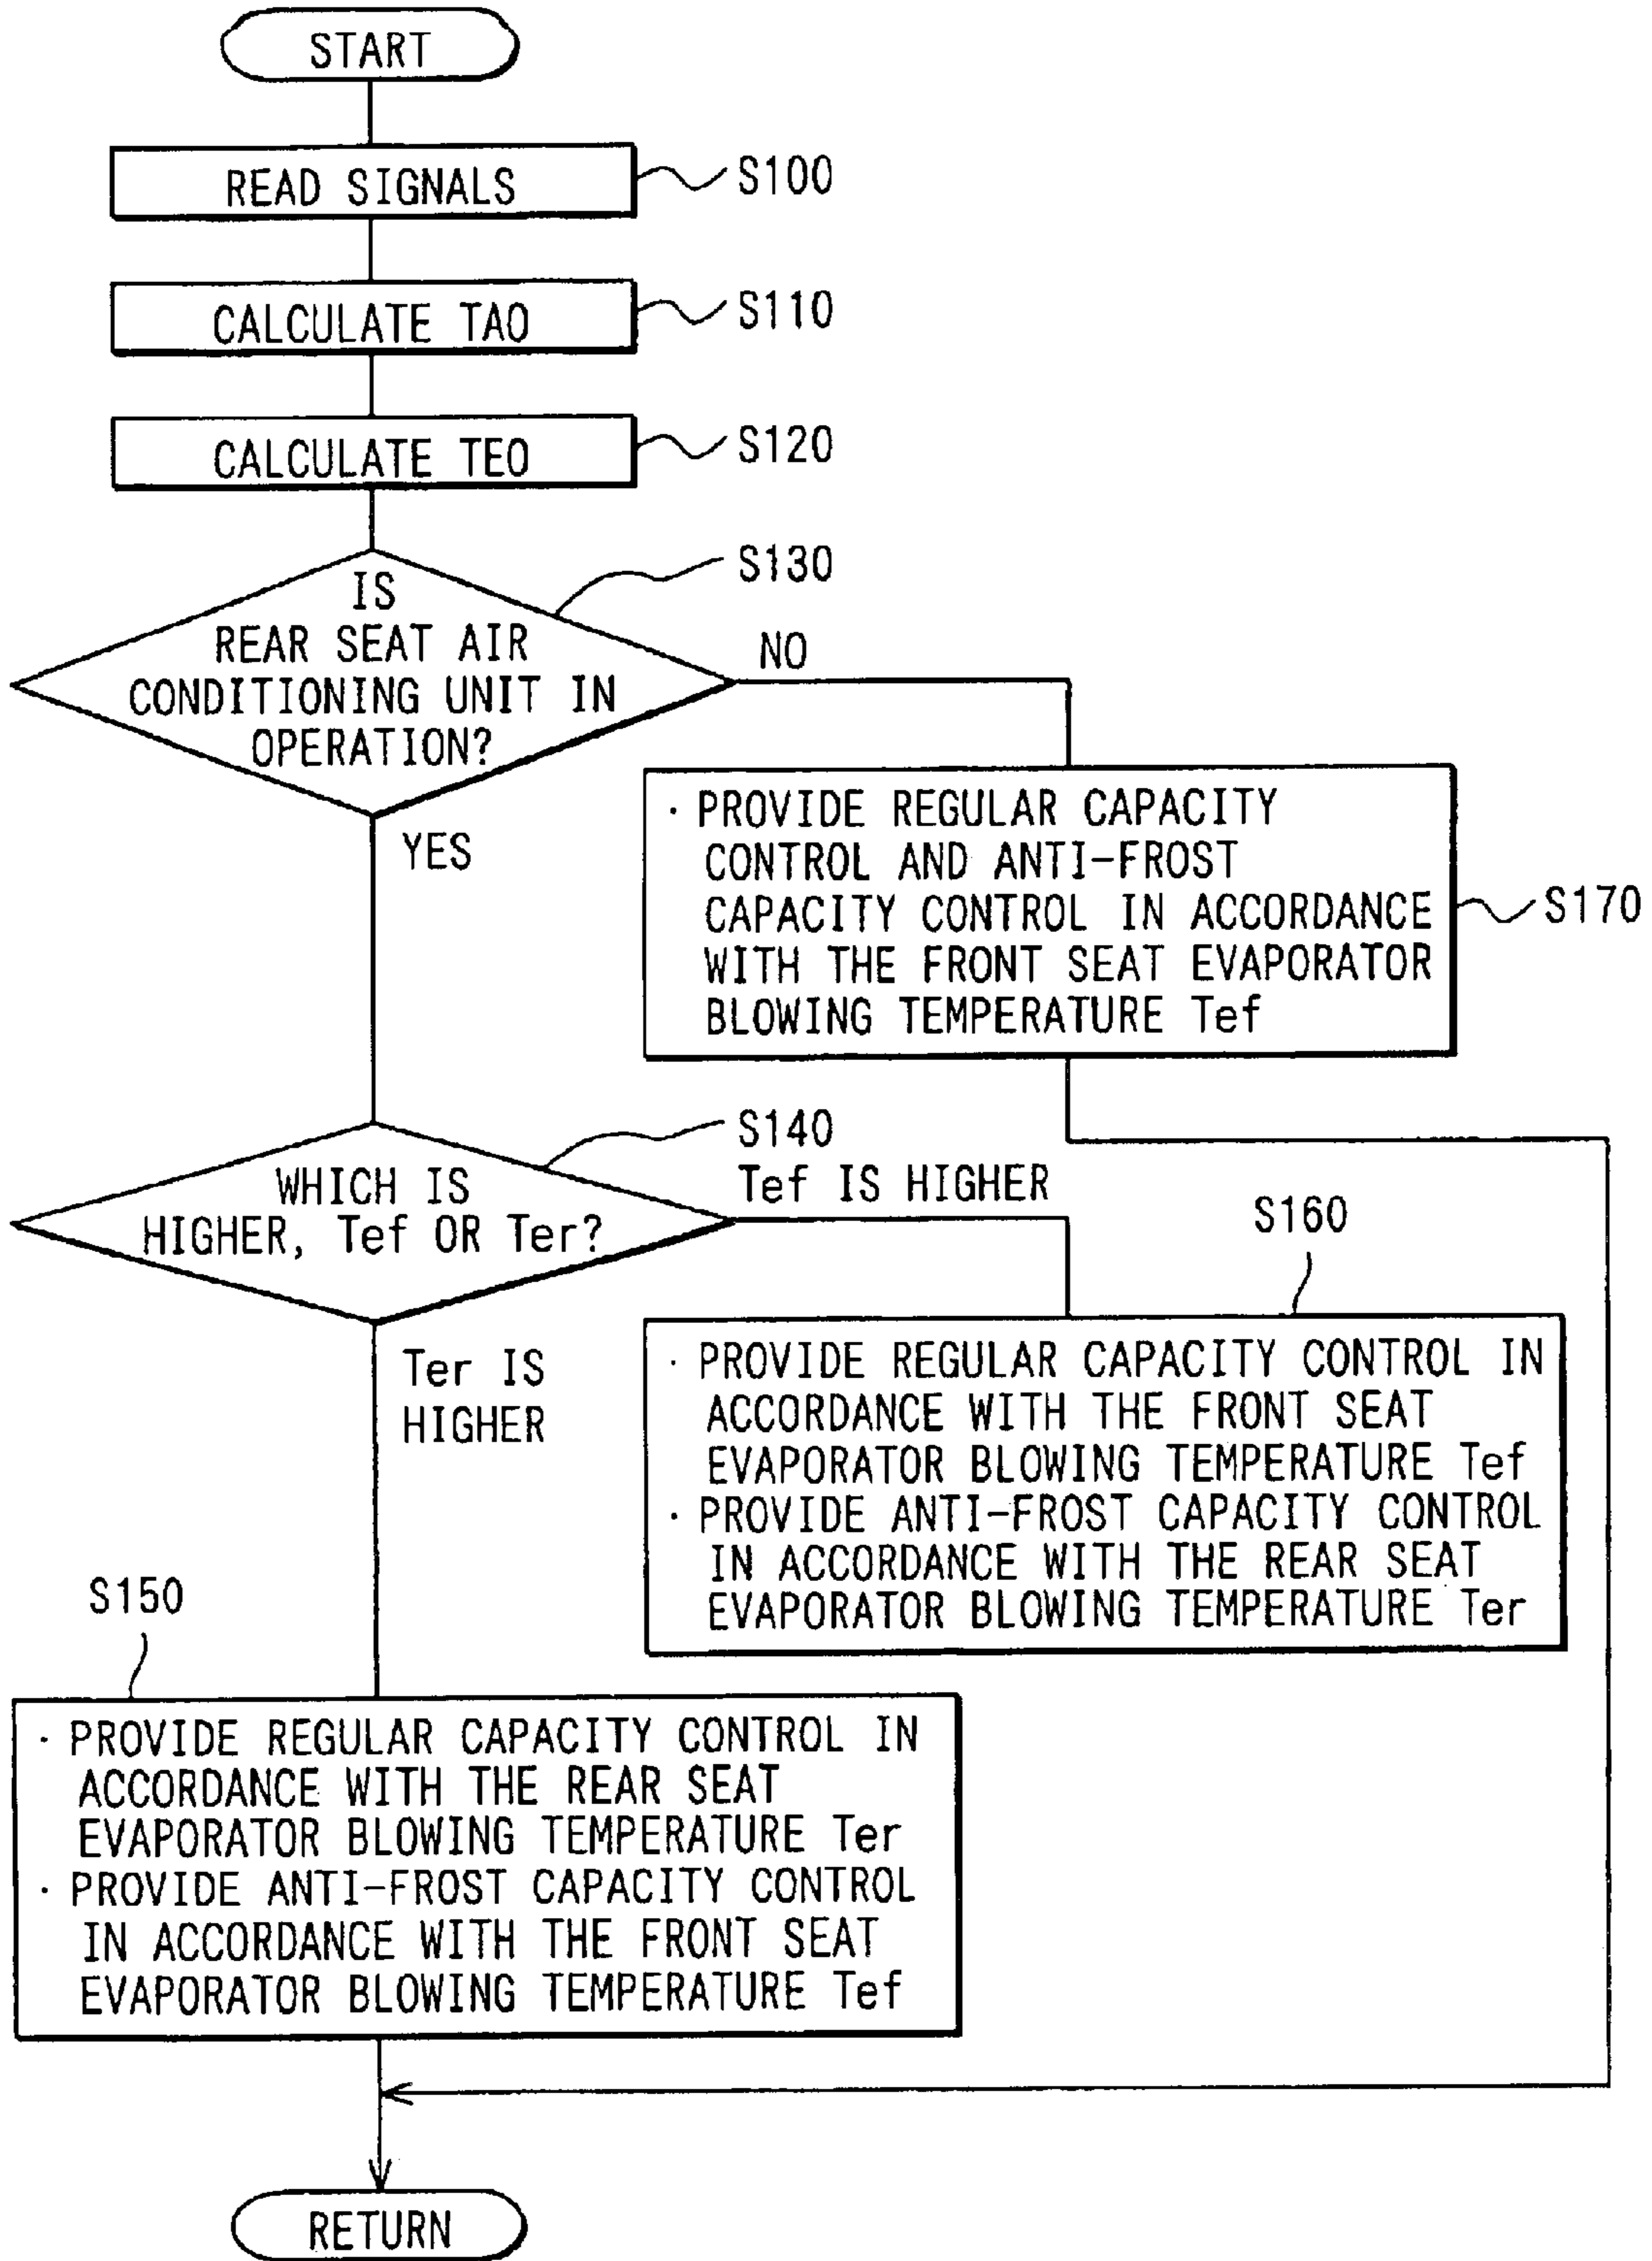 START
READ SIGNALS
S100
CALCULATE TAO
S110
CALCULATE TEO
S120
S130
IS
REAR SEAT AIR
CONDITIONING UNIT IN
OPERATION?
NO
YES
· PROVIDE REGULAR CAPACITY
CONTROL AND ANTI-FROST
CAPACITY CONTROL IN ACCORDANCE
WITH THE FRONT SEAT EVAPORATOR
BLOWING TEMPERATURE Tef
S170
S140
WHICH IS
HIGHER, Tef OR Ter?
Tef IS HIGHER
S160
Ter IS
HIGHER
· PROVIDE REGULAR CAPACITY CONTROL IN
ACCORDANCE WITH THE FRONT SEAT
EVAPORATOR BLOWING TEMPERATURE Tef
· PROVIDE ANTI-FROST CAPACITY CONTROL
IN ACCORDANCE WITH THE REAR SEAT
EVAPORATOR BLOWING TEMPERATURE Ter
S150
· PROVIDE REGULAR CAPACITY CONTROL IN
ACCORDANCE WITH THE REAR SEAT
EVAPORATOR BLOWING TEMPERATURE Ter
· PROVIDE ANTI-FROST CAPACITY CONTROL
IN ACCORDANCE WITH THE FRONT SEAT
EVAPORATOR BLOWING TEMPERATURE Tef
RETURN